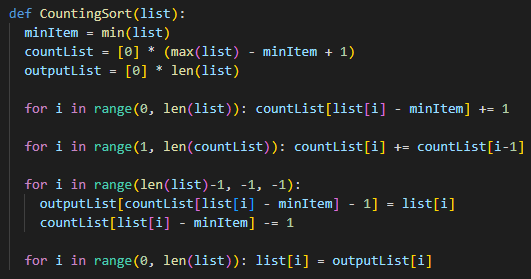 def CountingSort(list):
  minItem = min(list)
  countList = [0] * (max(list) - minItem + 1)
  outputList = [0] * len(list)

  for i in range(0, len(list)): countList[list[i] - minItem] += 1

  for i in range(1, len(countList)): countList[i] += countList[i-1]

  for i in range(len(list)-1, -1, -1):
    outputList[countList[list[i] - minItem] - 1] = list[i]
    countList[list[i] - minItem] -= 1

  for i in range(0, len(list)): list[i] = outputList[i]